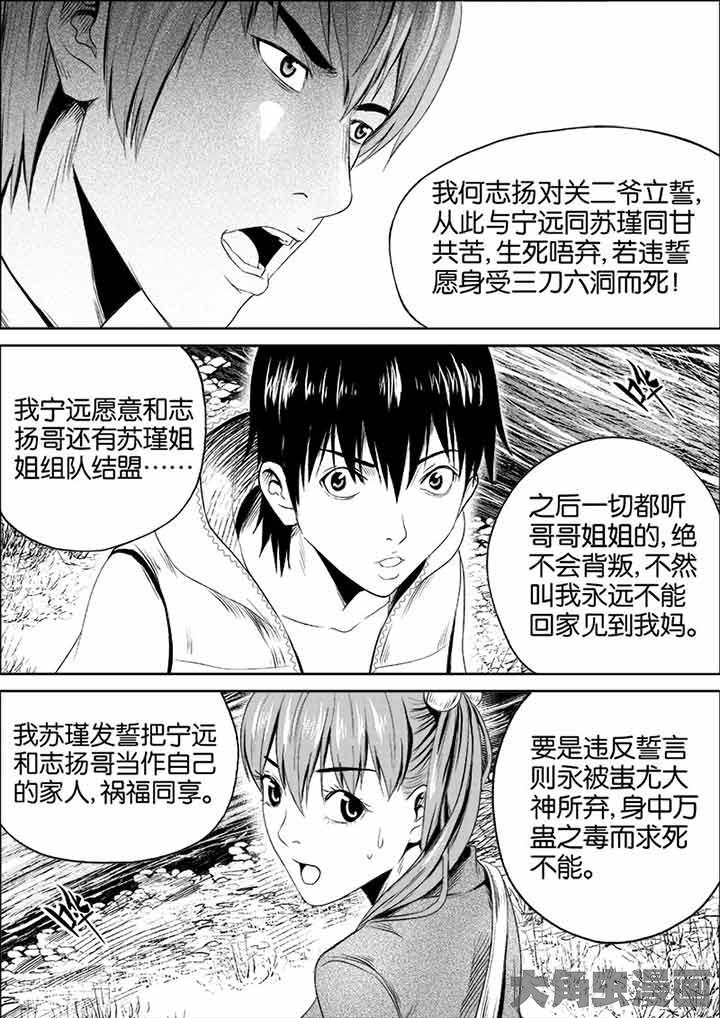 我何志扬对关二爷立誓,
从此与宁远同苏瑾同甘
共苦,生死唔弃,若违誓
愿身受三刀六洞而死!
我宁远愿意和志
扬哥还有苏瑾姐
姐组队结盟……
哗
之后一切都听
哥哥姐姐的,绝
不会背叛,不然
叫我永远不能
回家见到我妈。
我苏瑾发誓把宁远
和志扬哥当作自己
的家人,祸福同享。
要是违反誓言
则永被蚩尤大
神所弃,身中万
蛊之毒而求死
不能。
哗
大角虫漫画